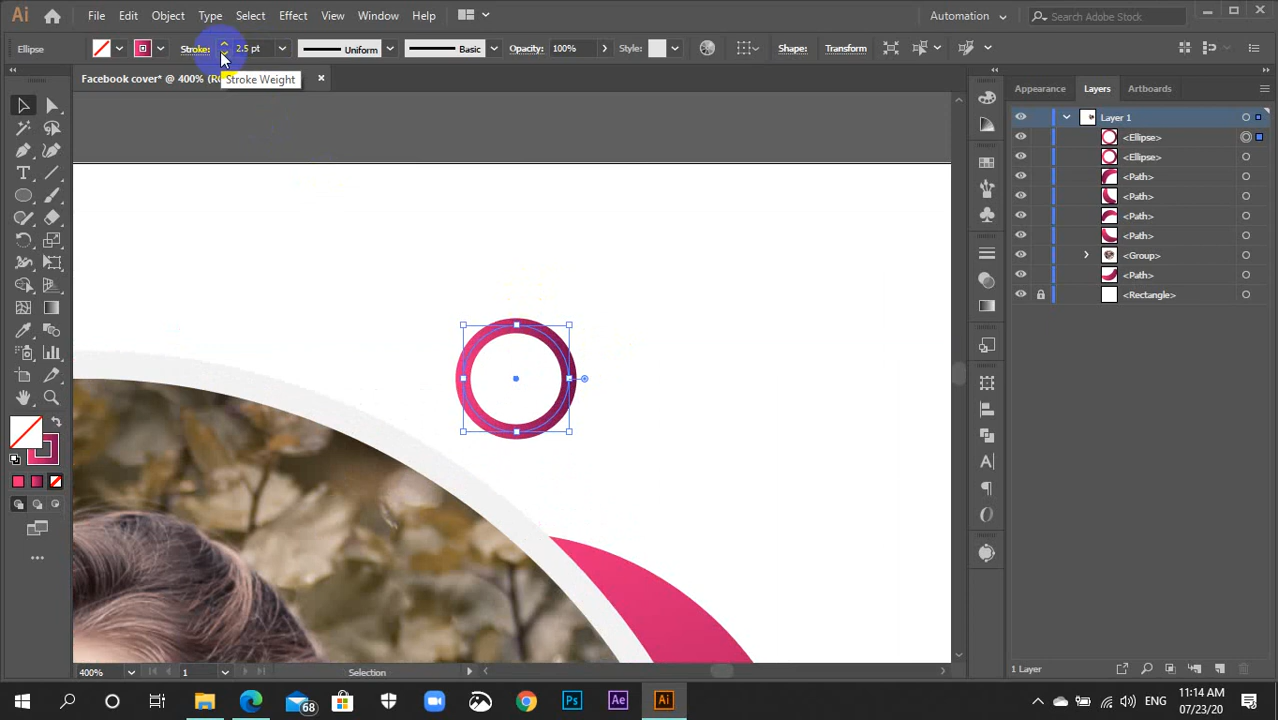 Ai File Edit Object Type Select Effect View Window Help Automation Search Adobe Stock
Ellipse Stroke: 2.5 pt Uniform Basic Opacity: 100% Style: Shape: Transform
Facebook cover* @ 400% (R
Stroke Weight
Appearance Layers Artboards
Layer 1
<Ellipse>
<Ellipse>
<Path>
<Path>
<Path>
<Path>
<Group>
<Path>
<Rectangle>
400% 1 Selection
1 Layer
68 Ps Ae Ai ENG
11:14 AM
07/23/20